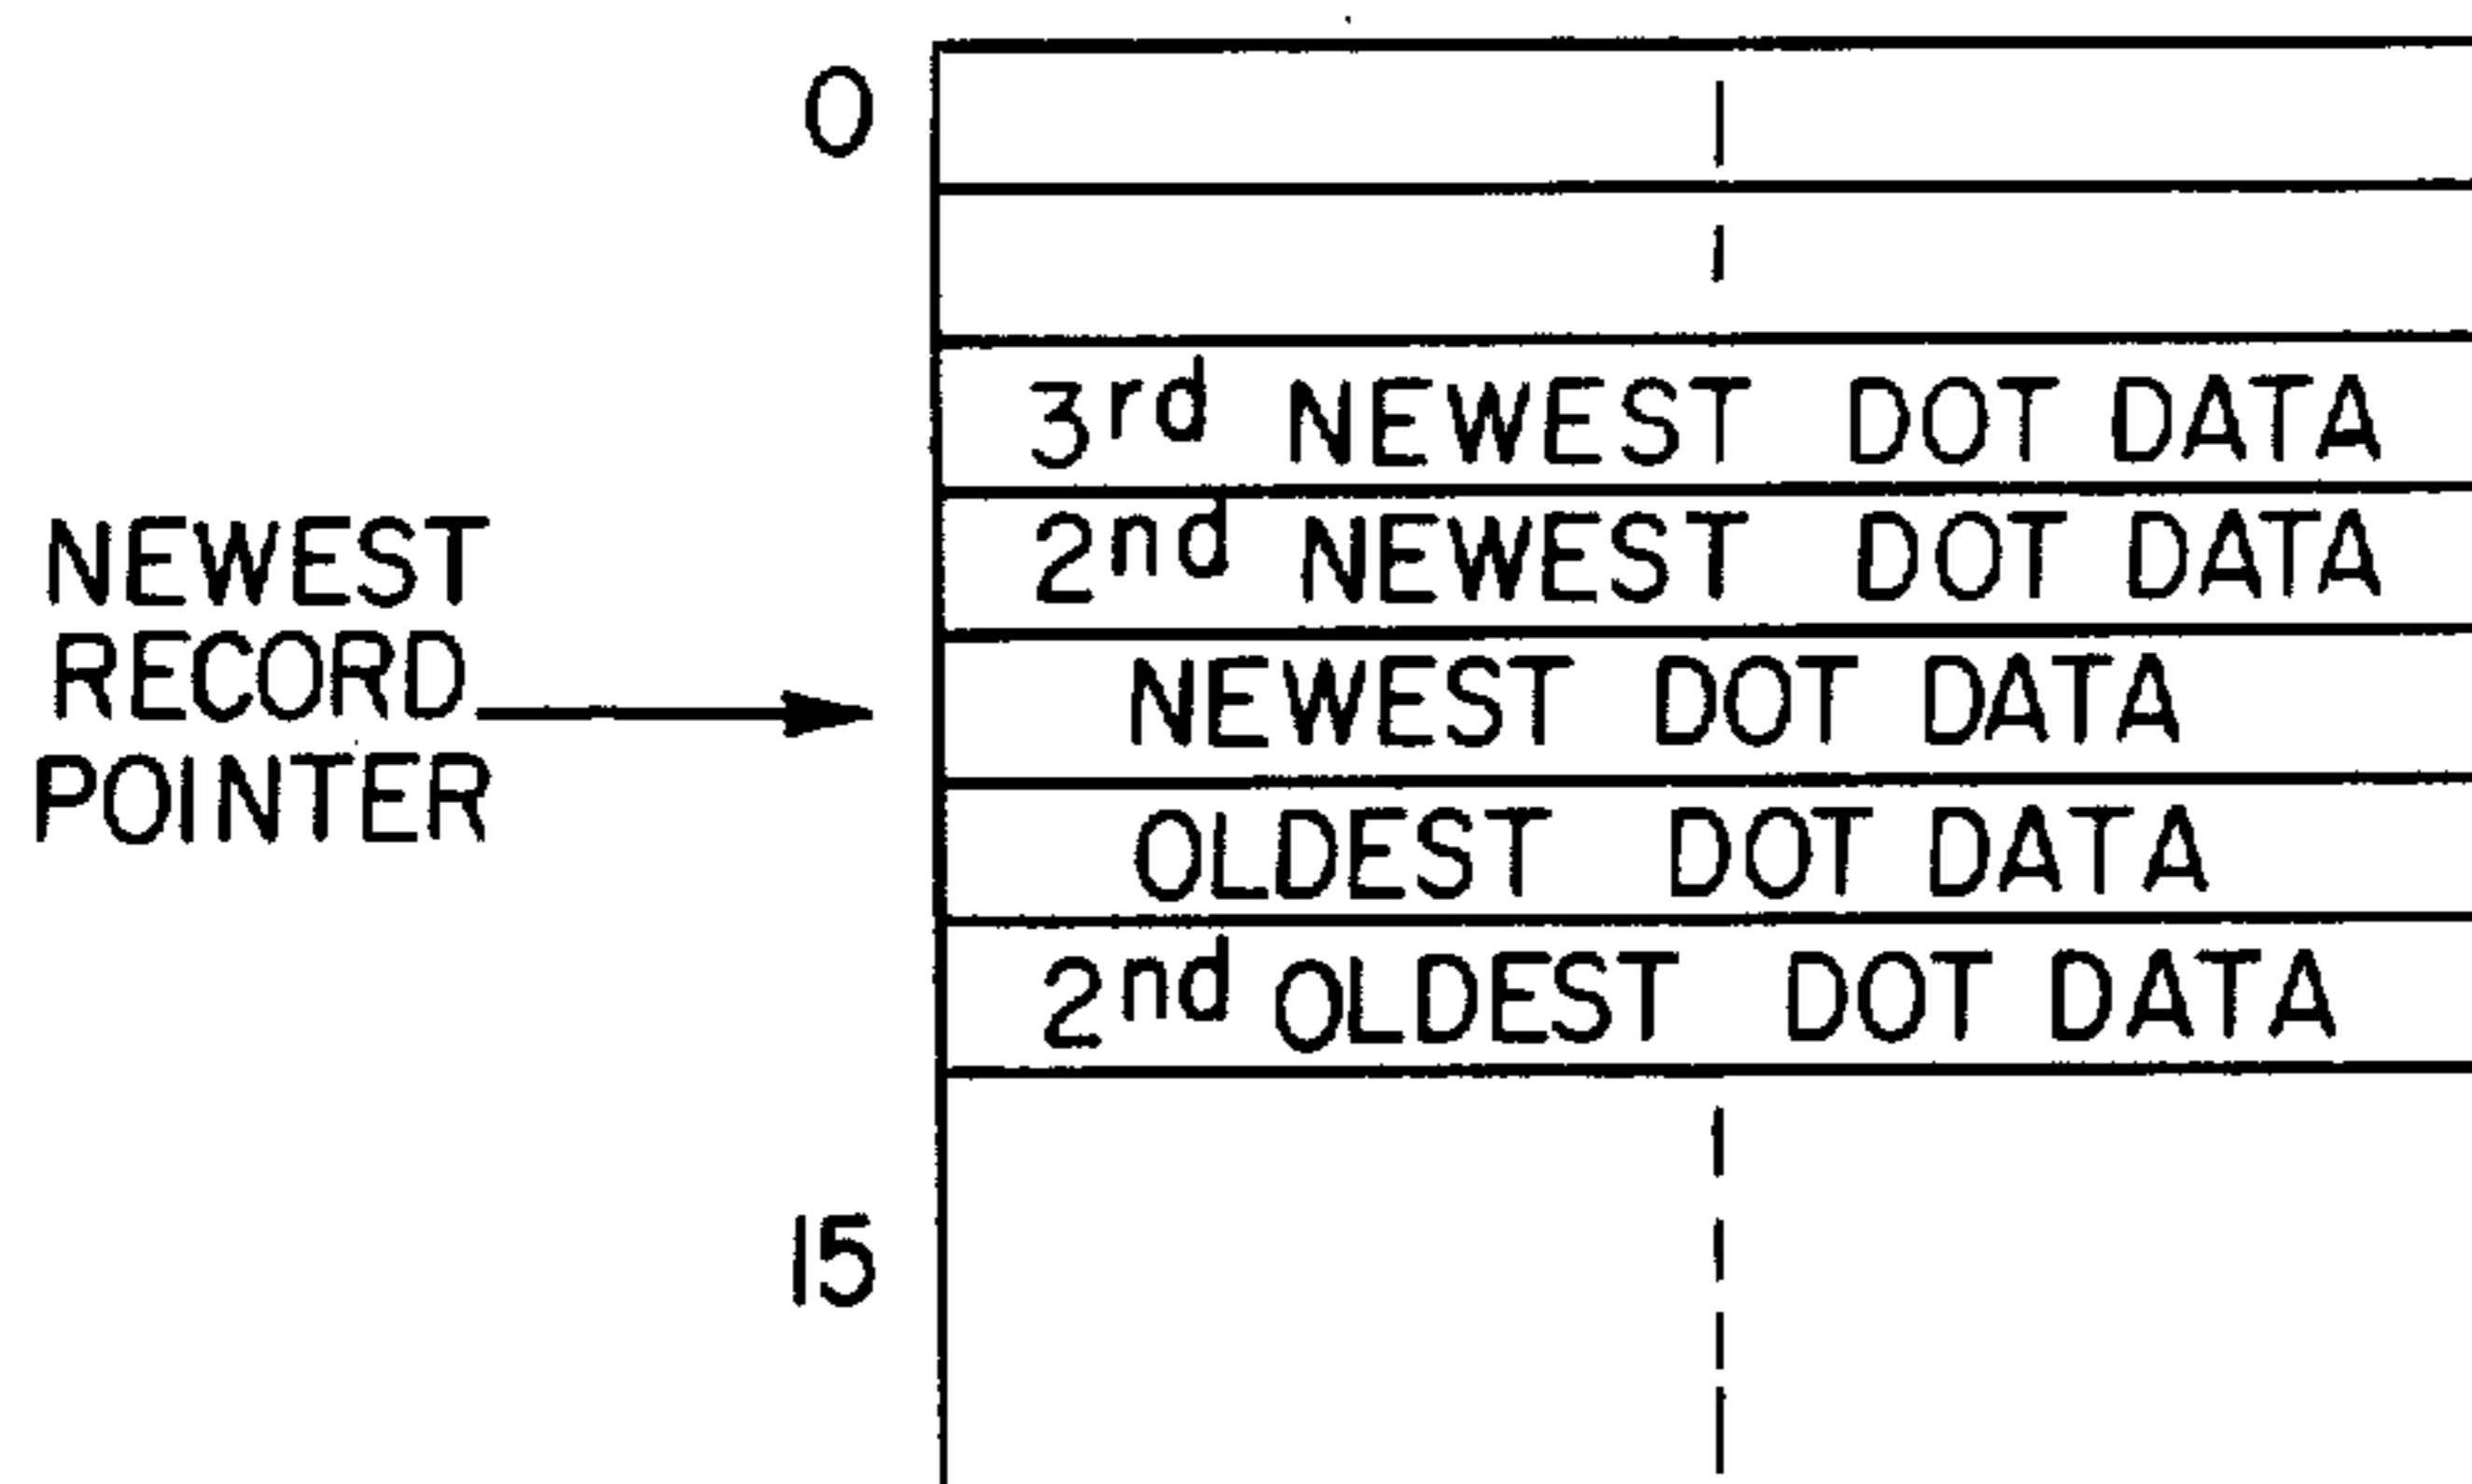 0
3rd NEWEST DOT DATA
2nd NEWEST DOT DATA
NEWEST
RECORD
POINTER
NEWEST DOT DATA
OLDEST DOT DATA
2nd OLDEST DOT DATA
15